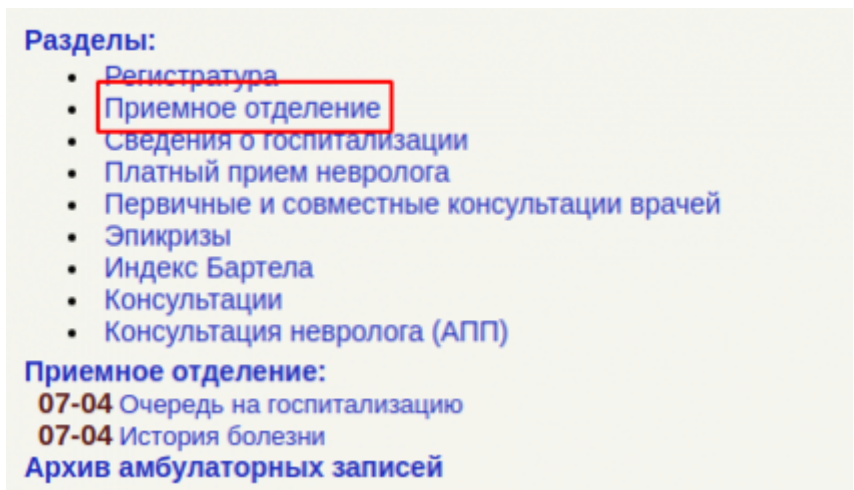 Разделы:
Регистратура
Приемное отделение
Сведения о госпитализации
Платный прием невролога
Первичные и совместные консультации врачей
Эпикризы
Индекс Бартела
Консультации
Консультация невролога (АПП)
Приемное отделение:
07-04 Очередь на госпитализацию
07-04 История болезни
Архив амбулаторных записей